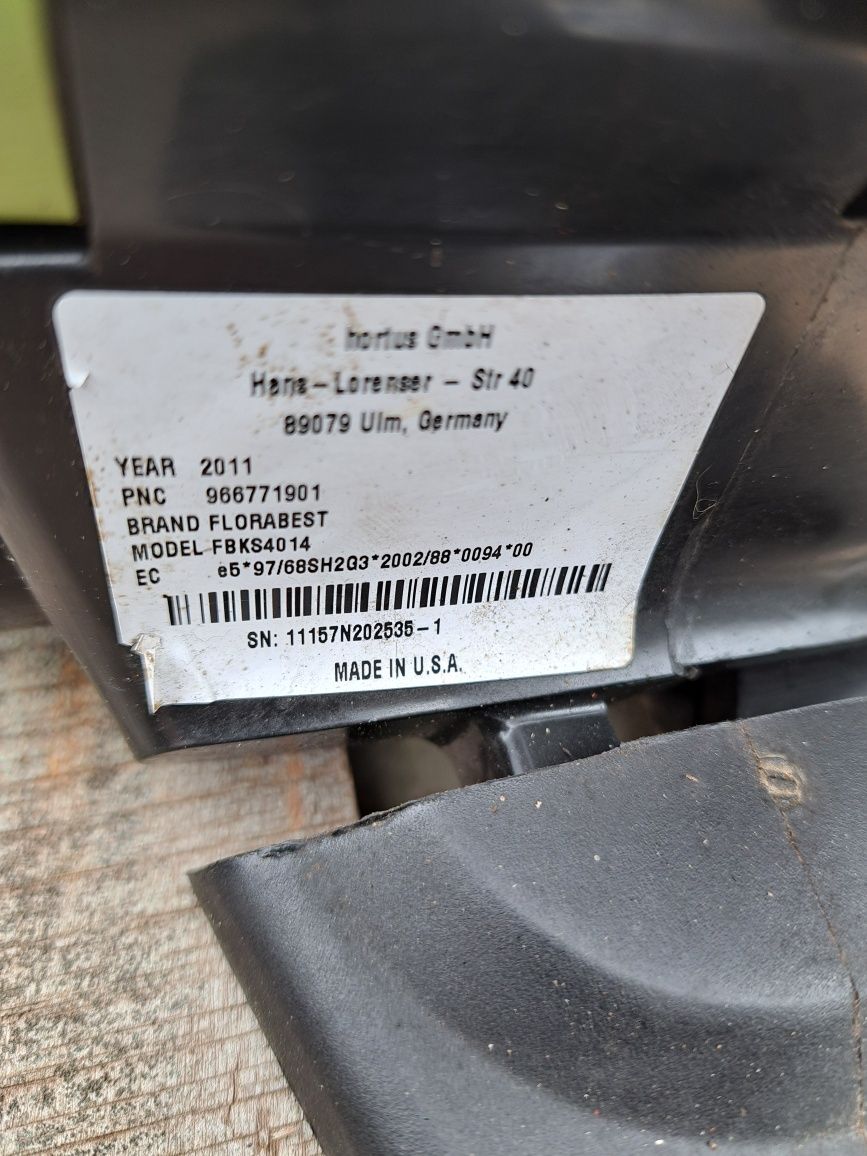 hortus GmbH
Hans-Lorenser - Str 40
89079 Ulm, Germany
YEAR 2011
PNC 966771901
BRAND FLORABEST
MODEL FBKS4014
EC e5*97/68SH2G3*2002/88*0094*00
SN: 11157N202535-1
MADE IN U.S.A.